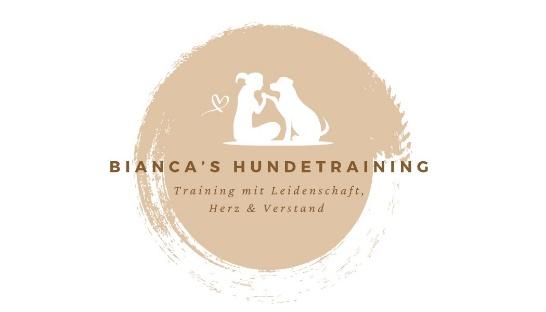 BIANCA'S HUNDETRAINING
Training mit Leidenschaft,
Herz & Verstand